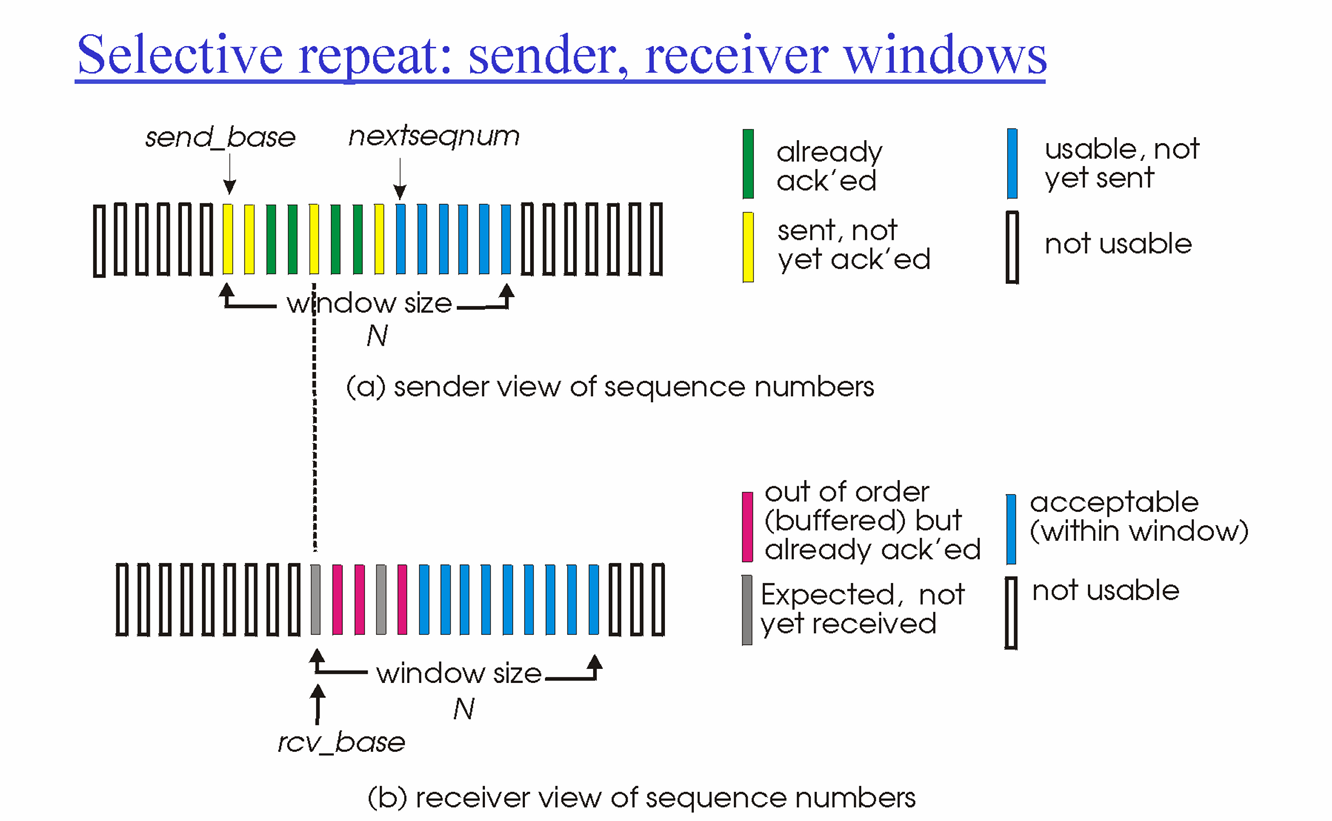 Selective repeat: sender, receiver windows
send_base
nextseqnum
already
ack'ed
usable, not
yet sent
sent, not
yet ack'ed
not usable
window size
N
(a) sender view of sequence numbers
out of order
(buffered) but
already ack'ed
acceptable
(within window)
Expected, not
yet received
not usable
window size
N
rcv_base
(b) receiver view of sequence numbers